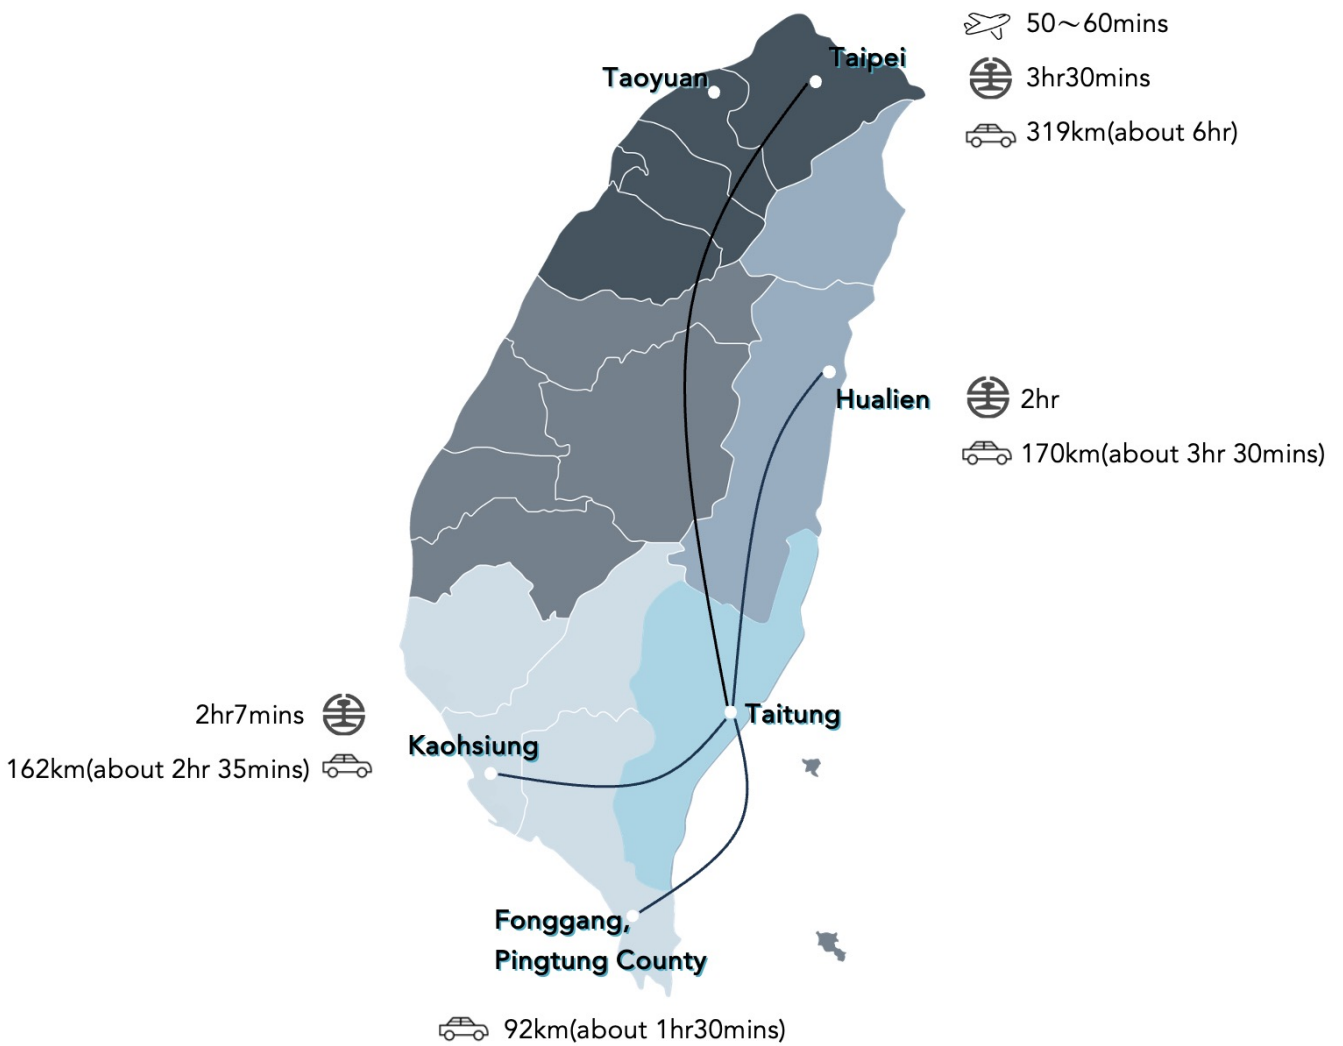 50～60mins
Taipei
Taoyuan
3hr30mins
319km(about 6hr)
Hualien
2hr
170km(about 3hr 30mins)
2hr7mins
Taitung
Kaohsiung
162km(about 2hr 35mins)
Fonggang,
Pingtung County
92km(about 1hr30mins)